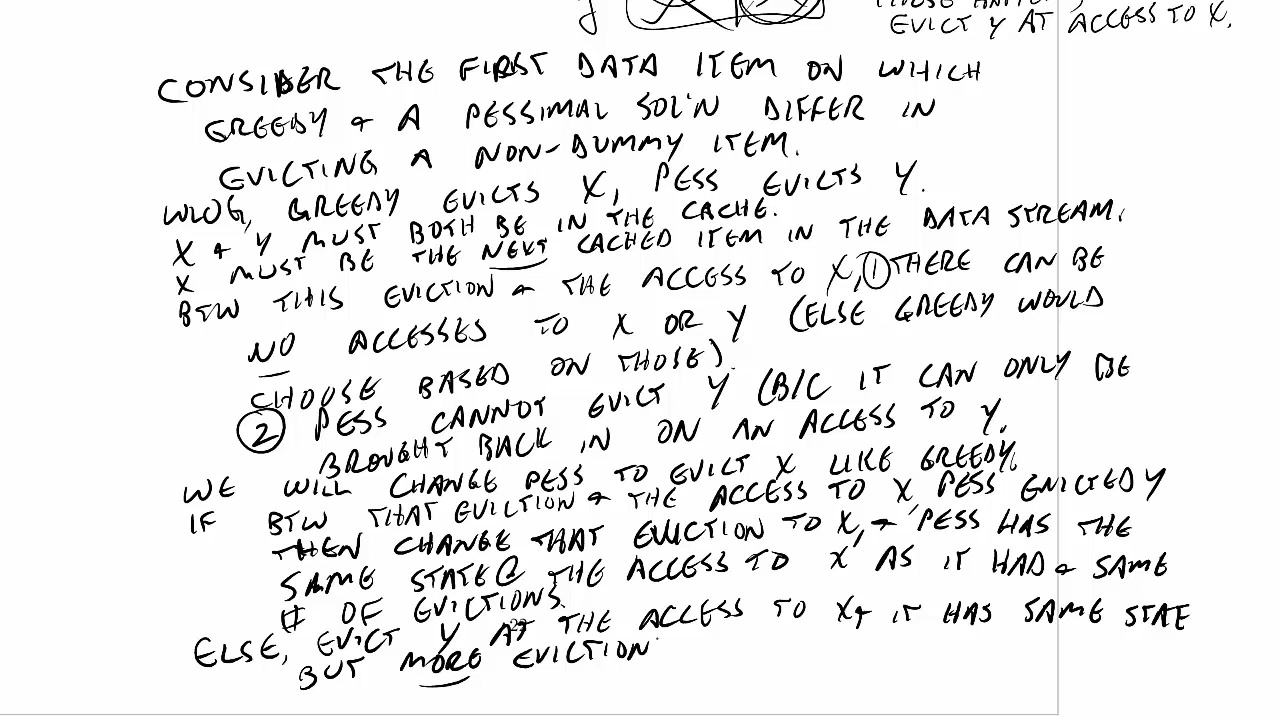 EVICT Y AT ACCESS TO X.
CONSIDER THE FIRST DATA ITEM ON WHICH
GREEDY & A PESSIMAL SOL'N DIFFER IN
EVICTING A NON-DUMMY ITEM.
WLOG, GREEDY EVICTS X, PESS EVICTS Y.
X & Y MUST BOTH BE IN THE CACHE.
X MUST BE THE NEXT CACHED ITEM IN THE DATA STREAM.
BTW THIS EVICTION & THE ACCESS TO X, ① THERE CAN BE
NO ACCESSES TO X OR Y (ELSE GREEDY WOULD
CHOOSE BASED ON THOSE).
② PESS CANNOT EVICT Y (B/C IT CAN ONLY BE
BROUGHT BACK IN ON AN ACCESS TO Y.
WE WILL CHANGE PESS TO EVICT X LIKE GREEDY.
IF BTW THAT EVICTION & THE ACCESS TO X PESS EVICTED Y
THEN CHANGE THAT EVICTION TO X, & PESS HAS THE
SAME STATE @ THE ACCESS TO X AS IT HAD & SAME
# OF EVICTIONS.
ELSE, EVICT Y AT THE ACCESS TO X, & IT HAS SAME STATE
BUT MORE EVICTION